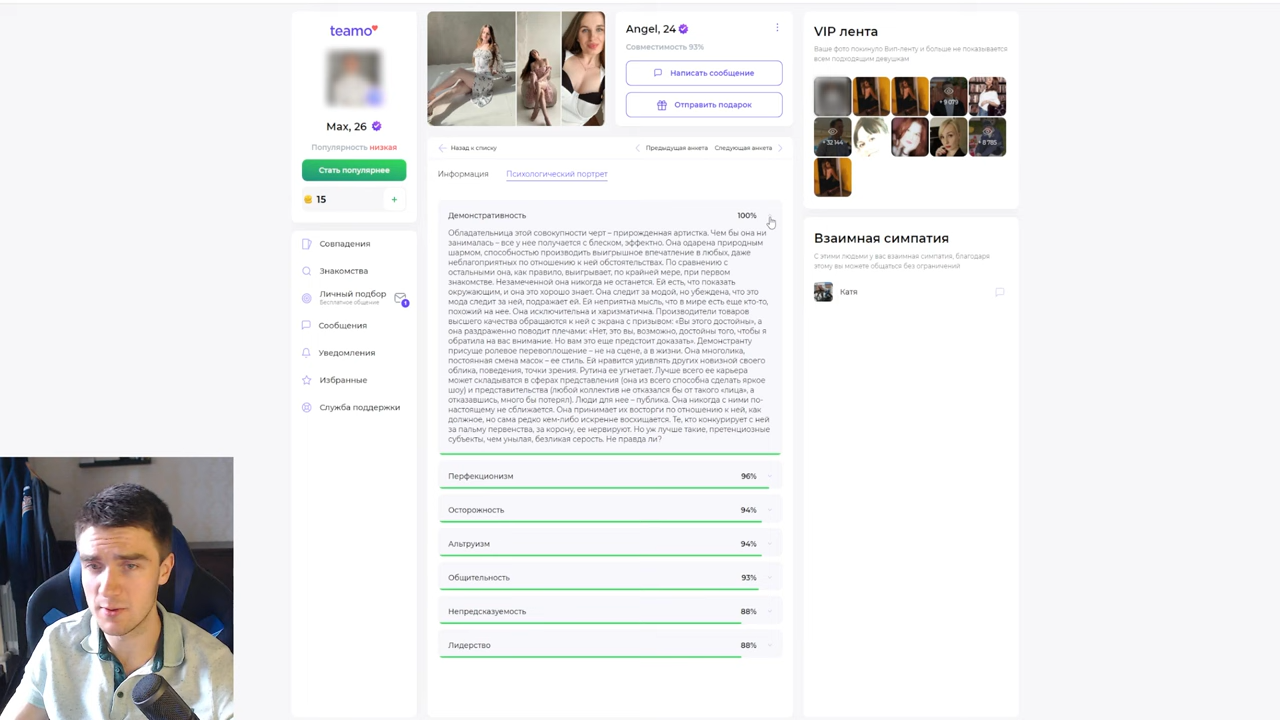 teamo
Max, 26
Популярность низкая
Стать популярнее
15
+
Совпадения
Знакомства
Личный подбор
Бесплатное общение
1
Сообщения
Уведомления
Избранные
Служба поддержки
Angel, 24
Совместимость 93%
Написать сообщение
Отправить подарок
Назад к списку
Предыдущая анкета
Следующая анкета
Информация
Психологический портрет
Демонстративность 100%
Обладательница этой совокупности черт – прирожденная артистка. Чем бы она ни
занималась – все у нее получается с блеском, эффектно. Она одарена природным
шармом, способностью производить выигрышное впечатление в любых, даже
неблагоприятных по отношению к ней обстоятельствах. По сравнению с
остальными она, как правило, выигрывает, по крайней мере, при первом
знакомстве. Незамеченной она никогда не останется. Ей есть, что показать
окружающим, и она это хорошо знает. Она следит за модой, но убеждена, что это
мода следит за ней, подражает ей. Ей неприятна мысль, что в мире есть еще кто-то,
похожий на нее. Она исключительна и харизматична. Производители товаров
высшего качества обращаются к ней с экрана с призывом: «Вы этого достойны», а
она раздраженно поводит плечами: «Нет, это вы, возможно, достойны того, чтобы я
обратила на вас внимание. Но вам это еще предстоит доказать». Демонстранту
присуще ролевое перевоплощение – не на сцене, а в жизни. Она многолика,
постоянная смена масок – ее стиль. Ей нравится удивлять других новизной своего
облика, поведения, точки зрения. Рутина ее угнетает. Лучше всего ее карьера
может складывается в сферах представления (она из всего способна сделать яркое
шоу) и представительства (любой коллектив не отказался бы от такого «лица», а
отказавшись, много бы потерял). Люди для нее – публика. Она никогда с ними по-
настоящему не сближается. Она принимает их восторги по отношению к ней, как
должное, но сама редко кем-либо искренне восхищается. Те, кто конкурирует с ней
за пальму первенства, за корону, ее нервируют. Но уж лучше такие, претенциозные
субъекты, чем унылая, безликая серость. Не правда ли?
Перфекционизм 96%
Осторожность 94%
Альтруизм 94%
Общительность 93%
Непредсказуемость 88%
Лидерство 88%
VIP лента
Ваше фото покинуло Вип-ленту и больше не показывается
всем подходящим девушкам
+ 9 079
+ 32 144
+ 8 785
Взаимная симпатия
С этими людьми у вас взаимная симпатия, благодаря
этому вы можете общаться без ограничений
Катя